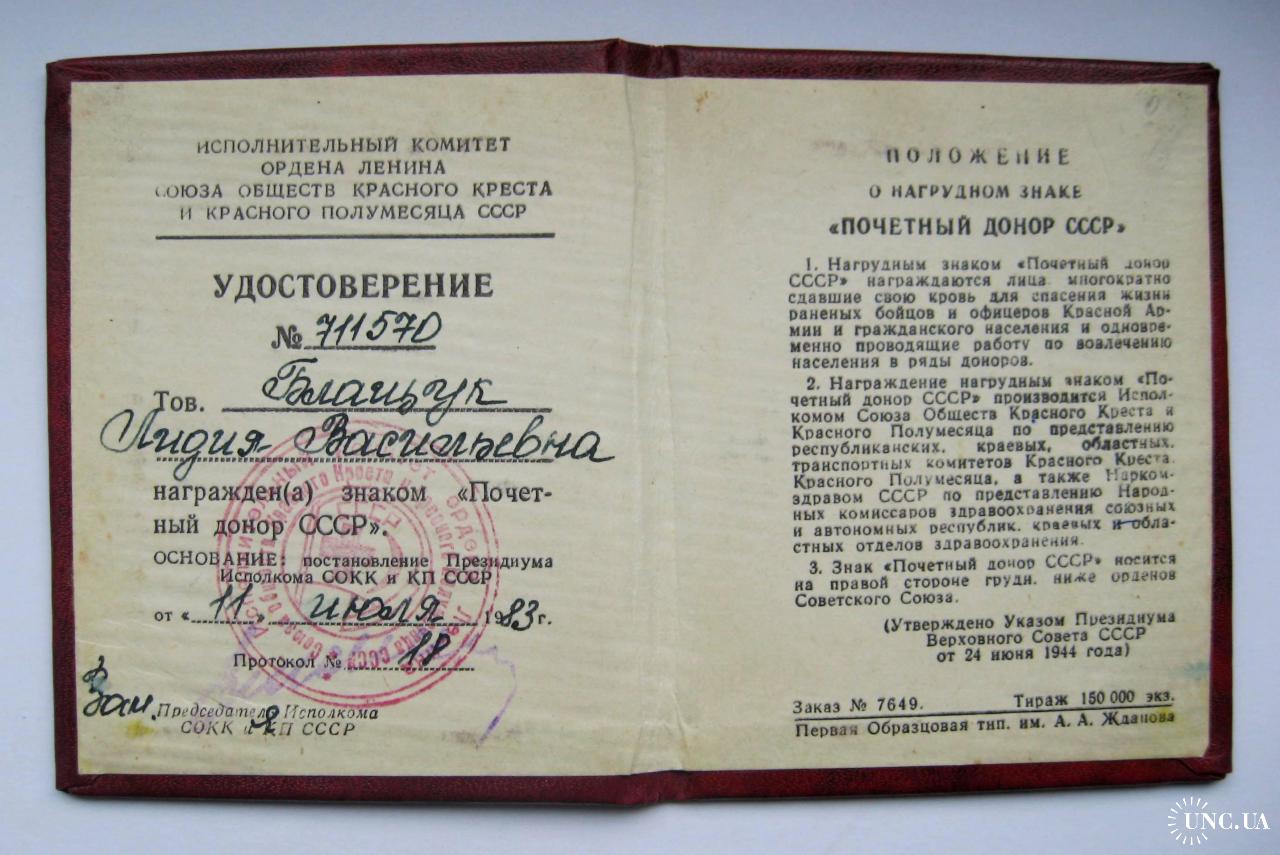 ИСПОЛНИТЕЛЬНЫЙ КОМИТЕТ
ОРДЕНА ЛЕНИНА
СОЮЗА ОБЩЕСТВ КРАСНОГО КРЕСТА
И КРАСНОГО ПОЛУМЕСЯЦА СССР
УДОСТОВЕРЕНИЕ
№ 711570
Тов. Блащук
Лидия Васильевна
награжден(а) знаком «Почет-
ный донор СССР».
ОСНОВАНИЕ: постановление Президиума
Исполкома СОКК и КП СССР
от «11» июля 1983 г.
Протокол № 18
Зам. Председателя Исполкома
СОКК и КП СССР
ПОЛОЖЕНИЕ
О НАГРУДНОМ ЗНАКЕ
«ПОЧЕТНЫЙ ДОНОР СССР»
1. Нагрудным знаком «Почетный донор
СССР» награждаются лица, многократно
сдавшие свою кровь для спасения жизни
раненых бойцов и офицеров Красной Ар-
мии и гражданского населения и одновре-
менно проводящие работу по вовлечению
населения в ряды доноров.
2. Награждение нагрудным знаком «По-
четный донор СССР» производится Испол-
комом Союза Обществ Красного Креста и
Красного Полумесяца по представлению
республиканских, краевых, областных,
транспортных комитетов Красного Креста,
Красного Полумесяца, а также Нарком-
здравом СССР по представлению Народ-
ных комиссаров здравоохранения союзных
и автономных республик, краевых и обла-
стных отделов здравоохранения.
3. Знак «Почетный донор СССР» носится
на правой стороне груди, ниже орденов
Советского Союза.
(Утверждено Указом Президиума
Верховного Совета СССР
от 24 июня 1944 года)
Заказ № 7649. Тираж 150 000 экз.
Первая Образцовая тип. им. А. А. Жданова
UNC.UA